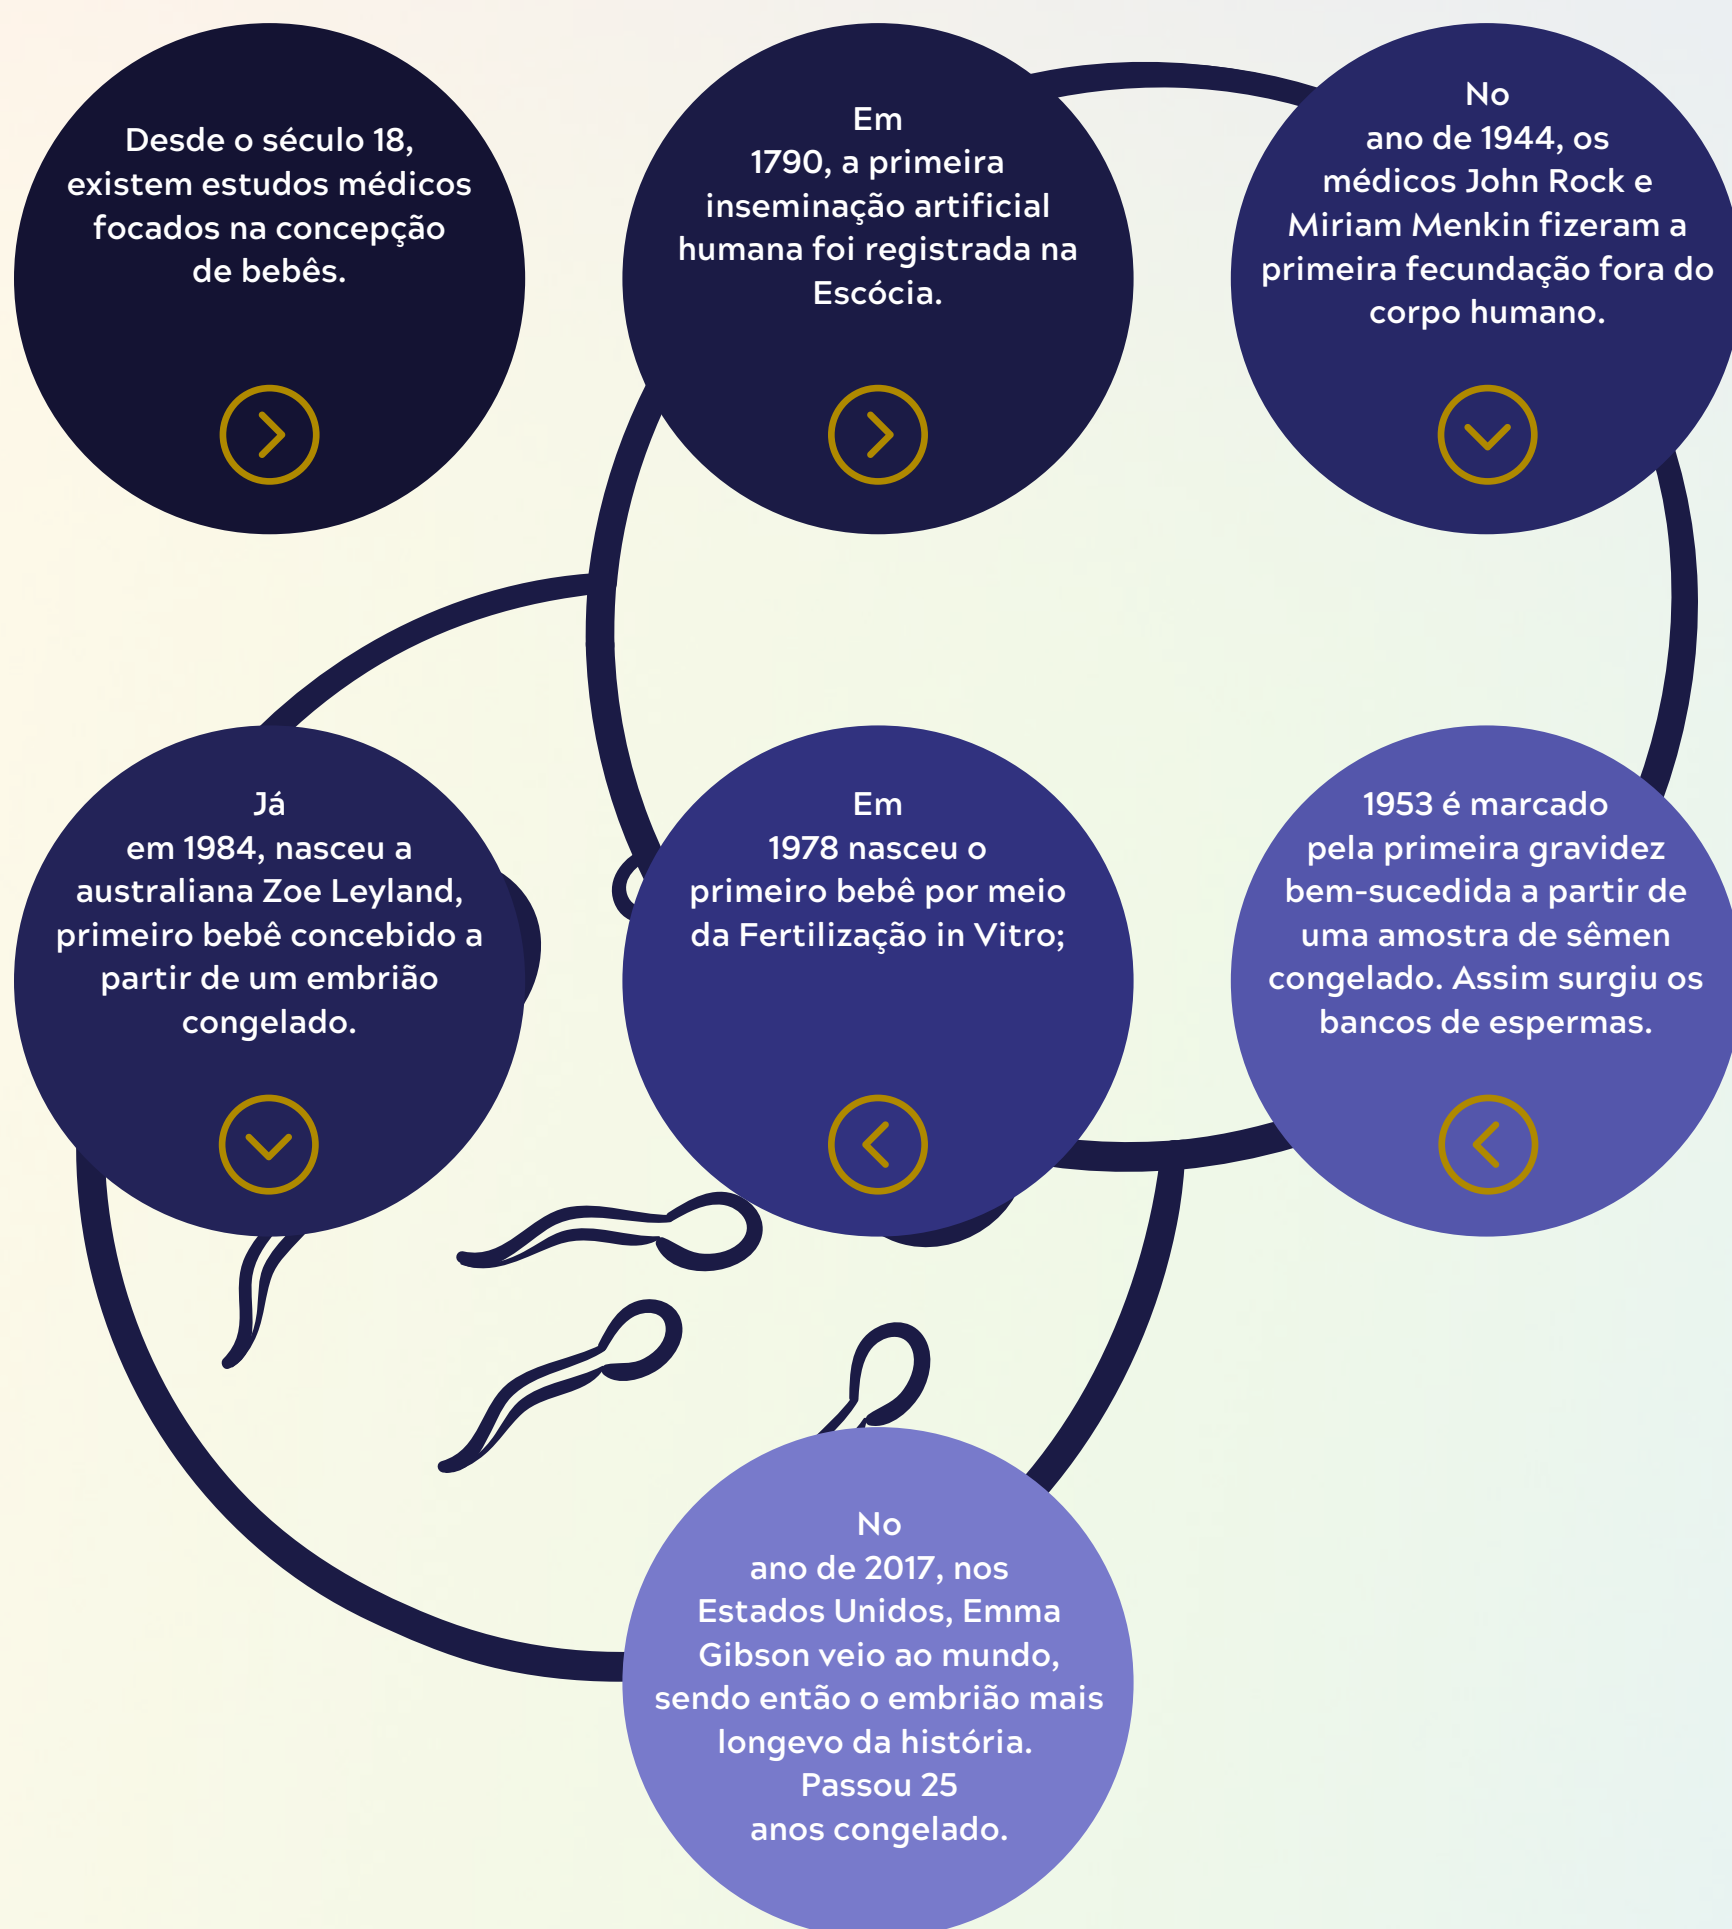 Desde o século 18,
existem estudos médicos
focados na concepção
de bebês.
Em
1790, a primeira
inseminação artificial
humana foi registrada na
Escócia.
No
ano de 1944, os
médicos John Rock e
Miriam Menkin fizeram a
primeira fecundação fora do
corpo humano.
1953 é marcado
pela primeira gravidez
bem-sucedida a partir de
uma amostra de sêmen
congelado. Assim surgiu os
bancos de espermas.
Em
1978 nasceu o
primeiro bebê por meio
da Fertilização in Vitro;
Já
em 1984, nasceu a
australiana Zoe Leyland,
primeiro bebê concebido a
partir de um embrião
congelado.
No
ano de 2017, nos
Estados Unidos, Emma
Gibson veio ao mundo,
sendo então o embrião mais
longevo da história.
Passou 25
anos congelado.